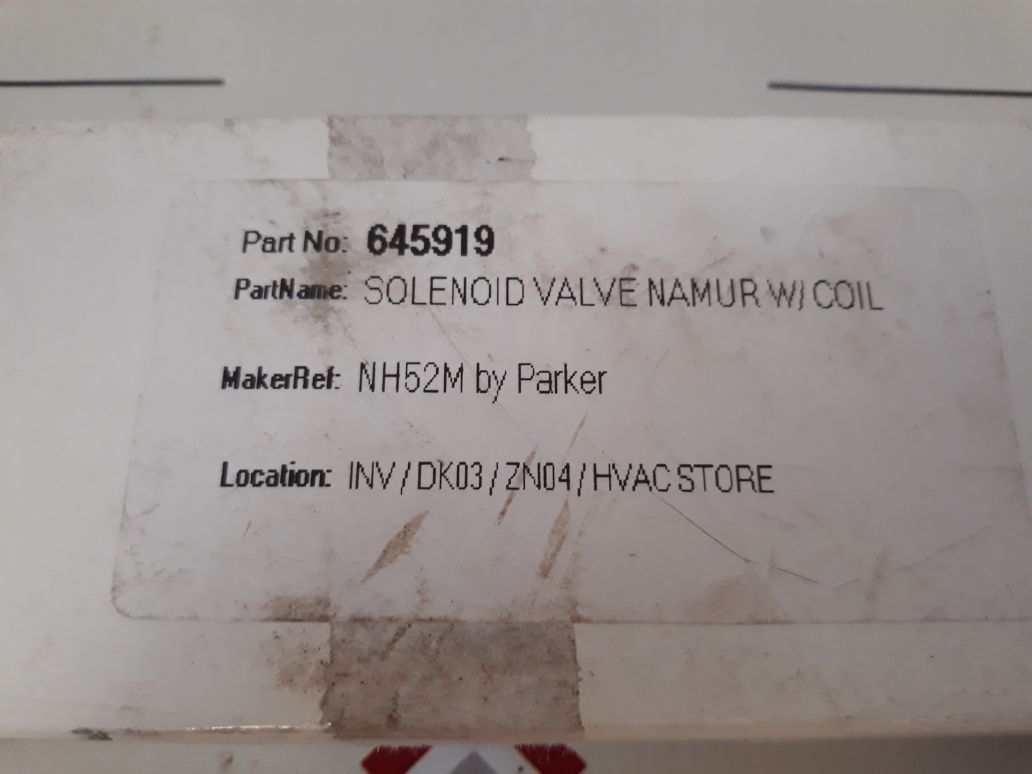 Part No: 645919
PartName: SOLENOID VALVE NAMUR W/ COIL
MakerRef: NH52M by Parker
Location: INV / DK03 / ZN04 / HVAC STORE